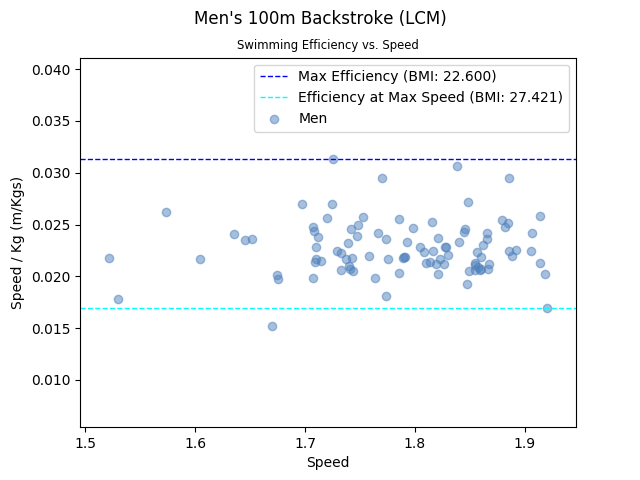 Men's 100m Backstroke (LCM)
Swimming Efficiency vs. Speed
Max Efficiency (BMI: 22.600)
Efficiency at Max Speed (BMI: 27.421)
Men
Speed / Kg (m/Kgs)
0.040
0.035
0.030
0.025
0.020
0.015
0.010
1.5 1.6 1.7 1.8 1.9
Speed